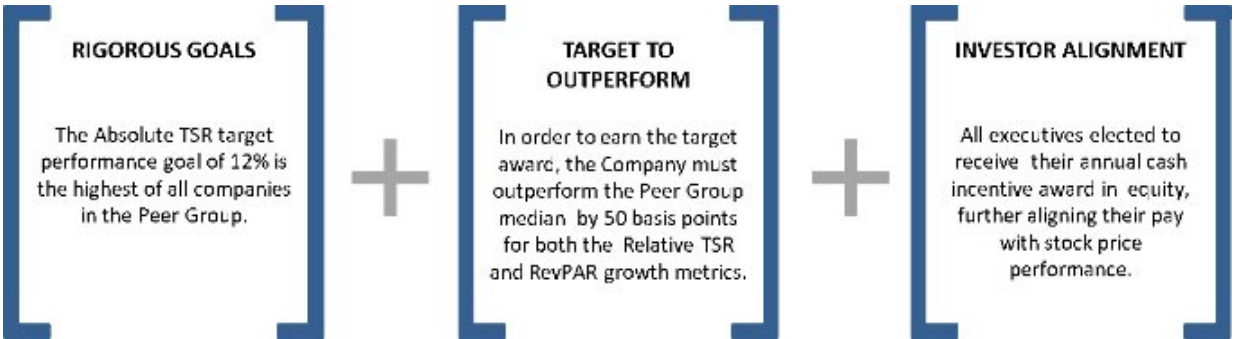 RIGOROUS GOALS
The Absolute TSR target
performance goal of 12% is
the highest of all companies
in the Peer Group.
TARGET TO
OUTPERFORM
In order to earn the target
award, the Company must
outperform the Peer Group
median by 50 basis points
for both the Relative TSR
and RevPAR growth metrics.
INVESTOR ALIGNMENT
All executives elected to
receive their annual cash
incentive award in equity,
further aligning their pay
with stock price
performance.